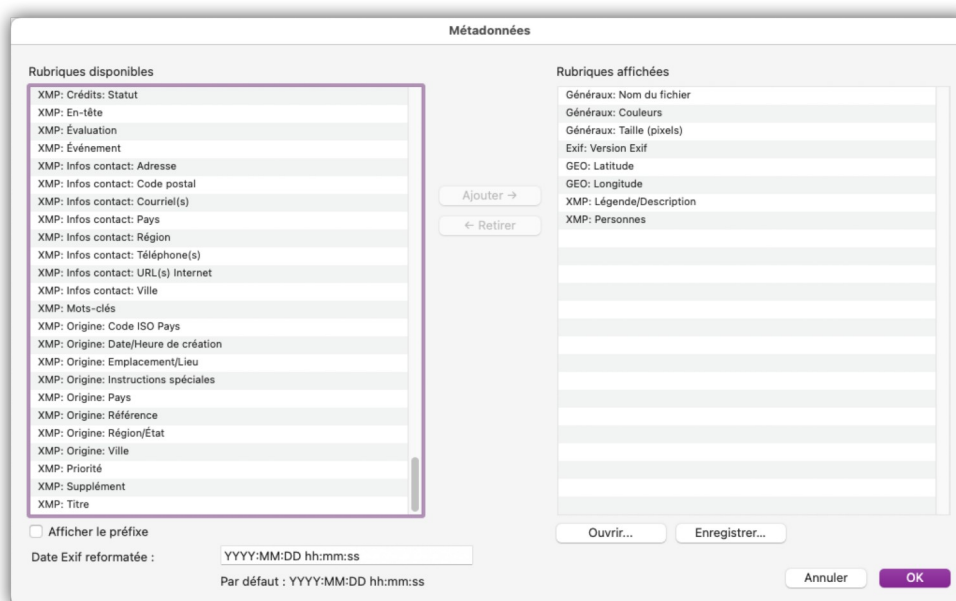 Métadonnées
Rubriques disponibles
XMP: Crédits: Statut
XMP: En-tête
XMP: Évaluation
XMP: Événement
XMP: Infos contact: Adresse
XMP: Infos contact: Code postal
XMP: Infos contact: Courriel(s)
XMP: Infos contact: Pays
XMP: Infos contact: Région
XMP: Infos contact: Téléphone(s)
XMP: Infos contact: URL(s) Internet
XMP: Infos contact: Ville
XMP: Mots-clés
XMP: Origine: Code ISO Pays
XMP: Origine: Date/Heure de création
XMP: Origine: Emplacement/Lieu
XMP: Origine: Instructions spéciales
XMP: Origine: Pays
XMP: Origine: Référence
XMP: Origine: Région/État
XMP: Origine: Ville
XMP: Priorité
XMP: Supplément
XMP: Titre
Afficher le préfixe
Date Exif reformatée :
YYYY:MM:DD hh:mm:ss
Par défaut : YYYY:MM:DD hh:mm:ss
Ajouter →
← Retirer
Rubriques affichées
Généraux: Nom du fichier
Généraux: Couleurs
Généraux: Taille (pixels)
Exif: Version Exif
GEO: Latitude
GEO: Longitude
XMP: Légende/Description
XMP: Personnes
Ouvrir...
Enregistrer...
Annuler
OK